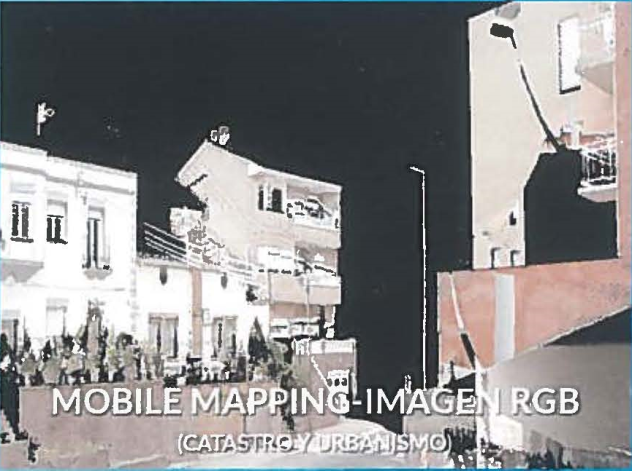 MOBILE MAPPING-IMAGEN RGB
(CATASTRO Y URBANISMO)